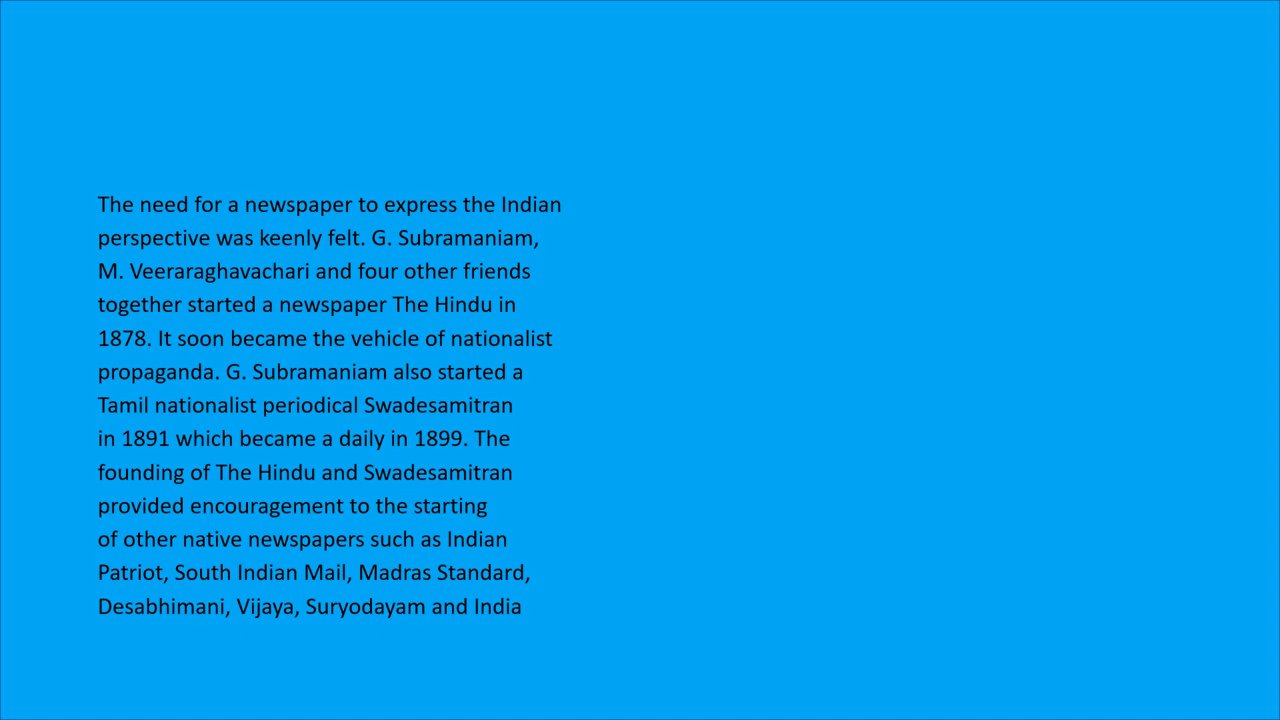 The need for a newspaper to express the Indian
perspective was keenly felt. G. Subramaniam,
M. Veeraraghavachari and four other friends
together started a newspaper The Hindu in
1878. It soon became the vehicle of nationalist
propaganda. G. Subramaniam also started a
Tamil nationalist periodical Swadesamitran
in 1891 which became a daily in 1899. The
founding of The Hindu and Swadesamitran
provided encouragement to the starting
of other native newspapers such as Indian
Patriot, South Indian Mail, Madras Standard,
Desabhimani, Vijaya, Suryodayam and India